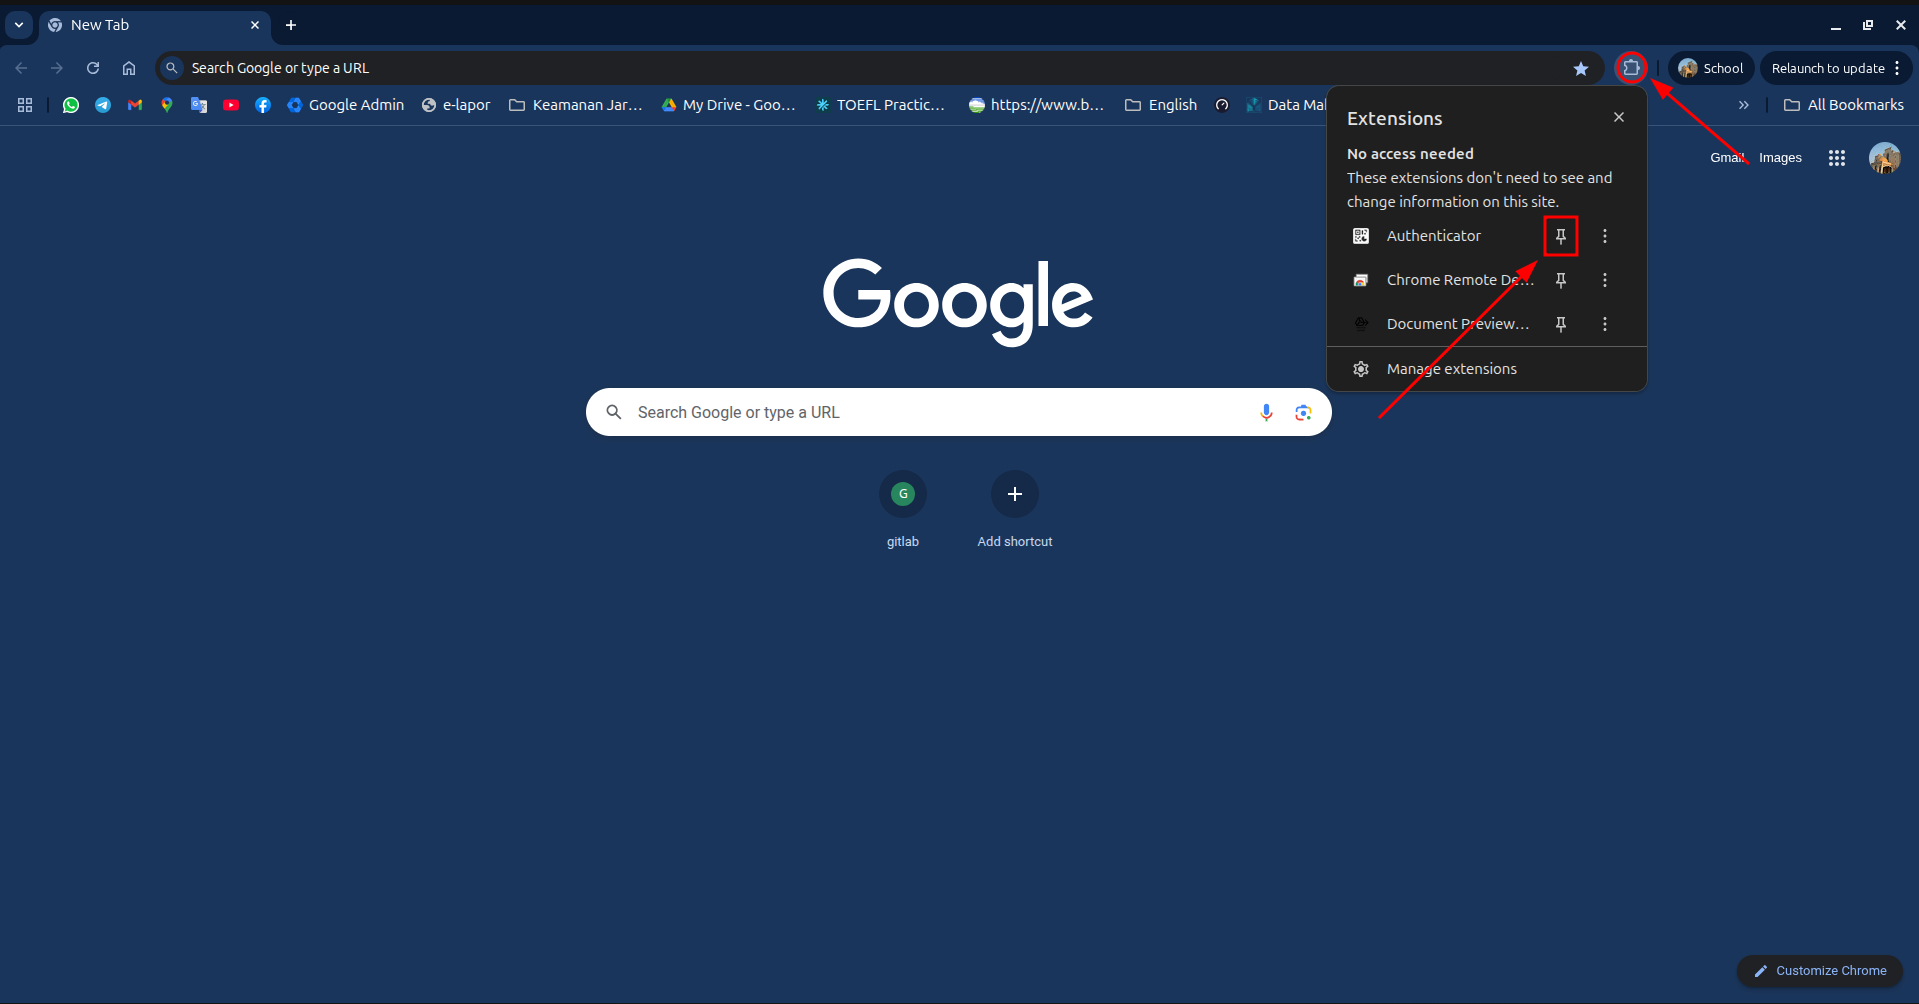 New Tab
Search Google or type a URL
School
Relaunch to update
Google Admin
e-lapor
Keamanan Jar...
My Drive - Goo...
TOEFL Practic...
https://www.b...
English
Data Mal
All Bookmarks
Extensions
No access needed
These extensions don't need to see and
change information on this site.
Authenticator
Chrome Remote De...
Document Preview...
Manage extensions
Gmail
Images
Google
Search Google or type a URL
G
gitlab
Add shortcut
Customize Chrome